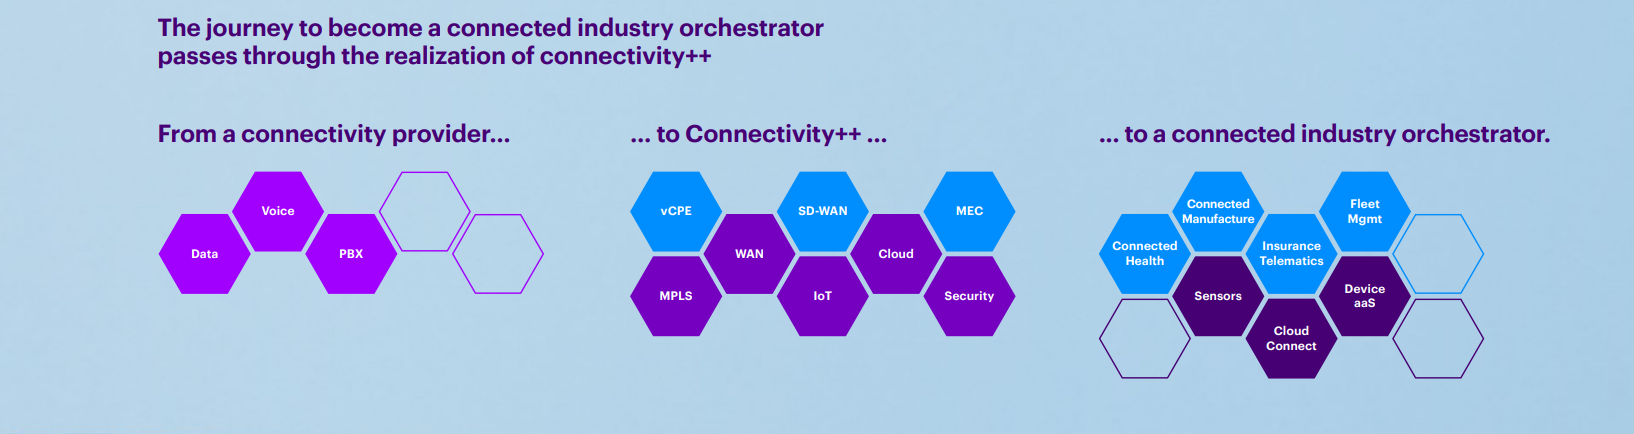 The journey to become a connected industry orchestrator
passes through the realization of connectivity++
From a connectivity provider...
Data
Voice
PBX
... to Connectivity++ ...
vCPE
SD-WAN
MEC
WAN
Cloud
MPLS
IoT
Security
... to a connected industry orchestrator.
Connected
Manufacture
Fleet
Mgmt
Connected
Health
Insurance
Telematics
Sensors
Device
aaS
Cloud
Connect